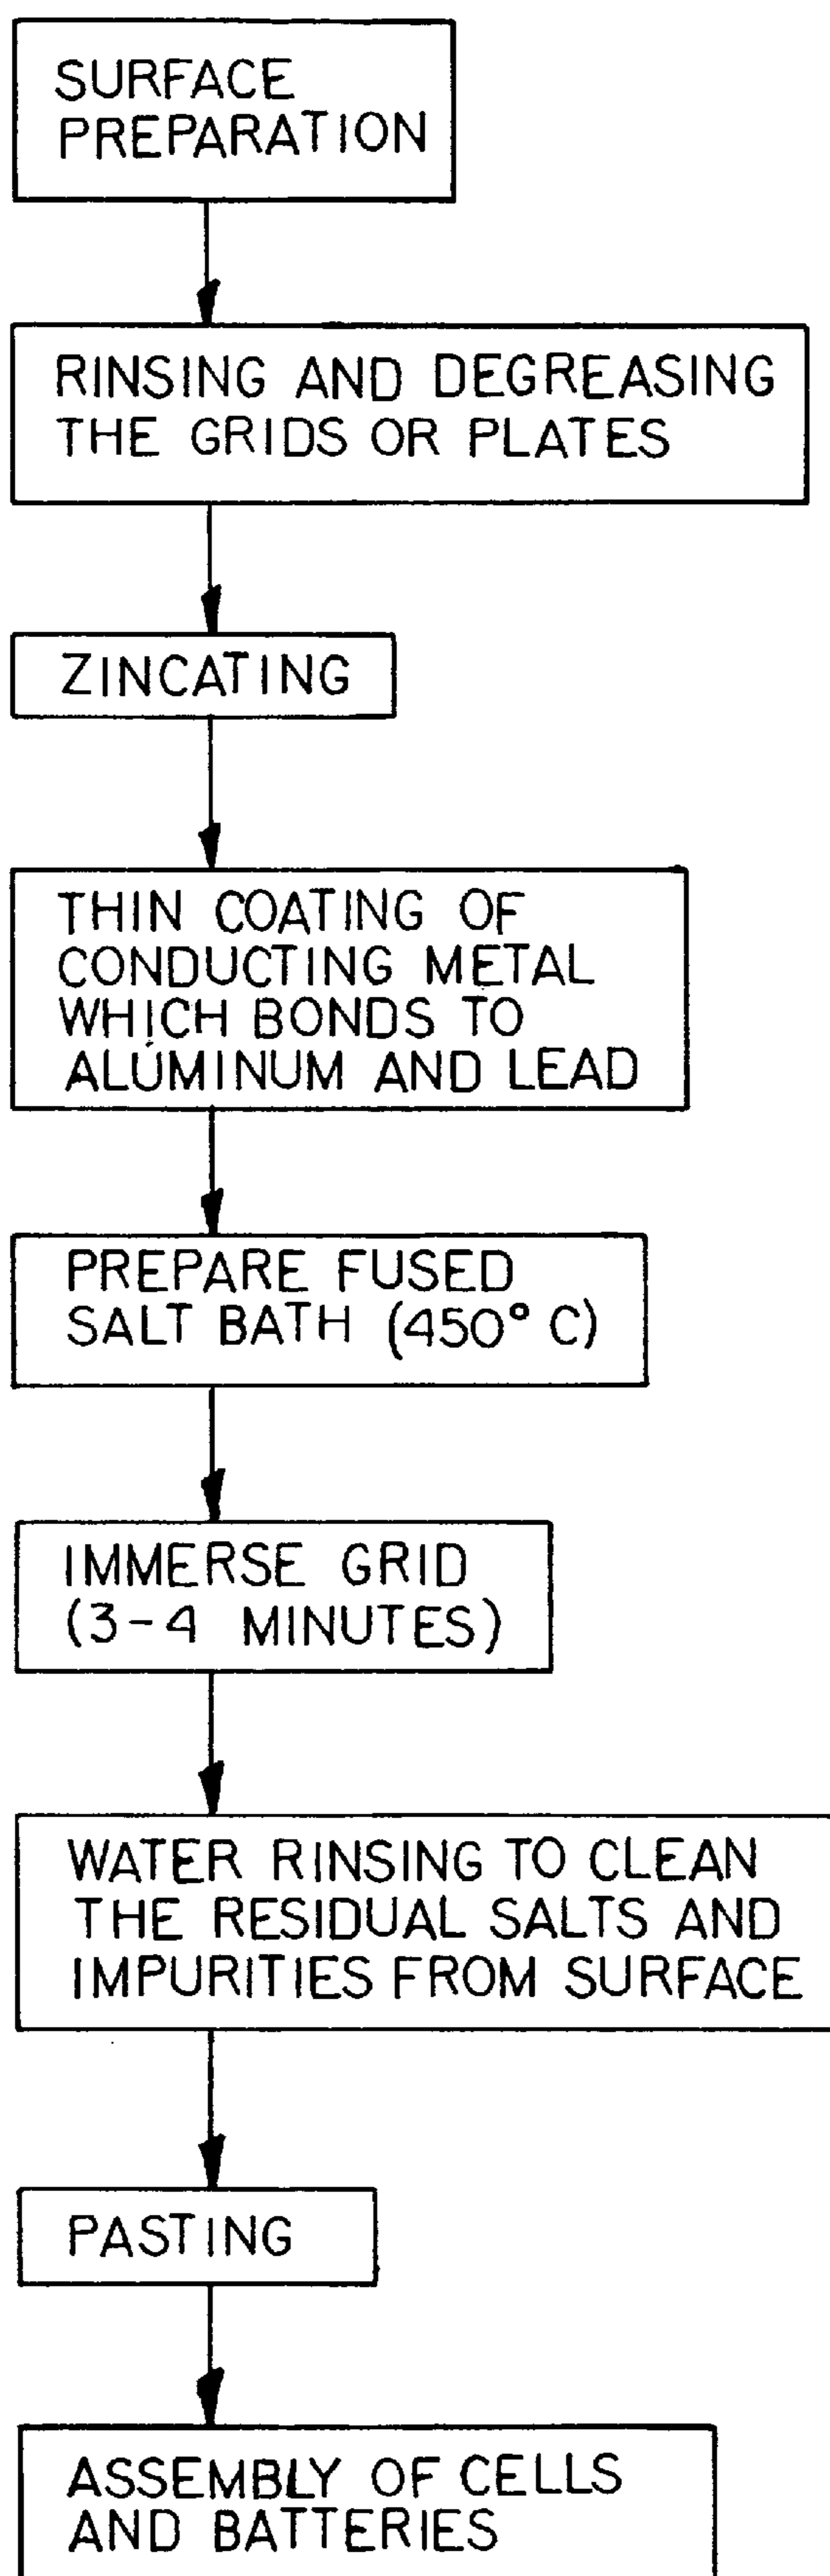 SURFACE
PREPARATION
RINSING AND DEGREASING
THE GRIDS OR PLATES
ZINCATING
THIN COATING OF
CONDUCTING METAL
WHICH BONDS TO
ALUMINUM AND LEAD
PREPARE FUSED
SALT BATH (450° C)
IMMERSE GRID
(3-4 MINUTES)
WATER RINSING TO CLEAN
THE RESIDUAL SALTS AND
IMPURITIES FROM SURFACE
PASTING
ASSEMBLY OF CELLS
AND BATTERIES